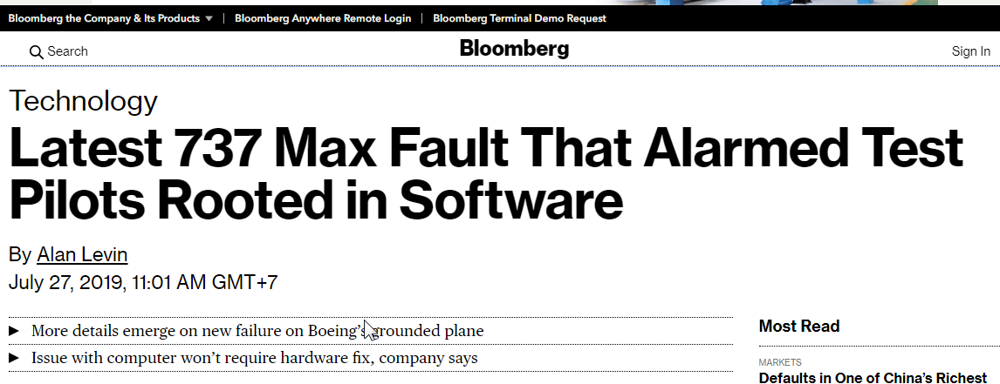 Bloomberg the Company & Its Products Bloomberg Anywhere Remote Login Bloomberg Terminal Demo Request
Search Bloomberg Sign In
Technology
Latest 737 Max Fault That Alarmed Test
Pilots Rooted in Software
By Alan Levin
July 27, 2019, 11:01 AM GMT+7
More details emerge on new failure on Boeing's grounded plane
Issue with computer won't require hardware fix, company says
Most Read
MARKETS
Defaults in One of China's Richest